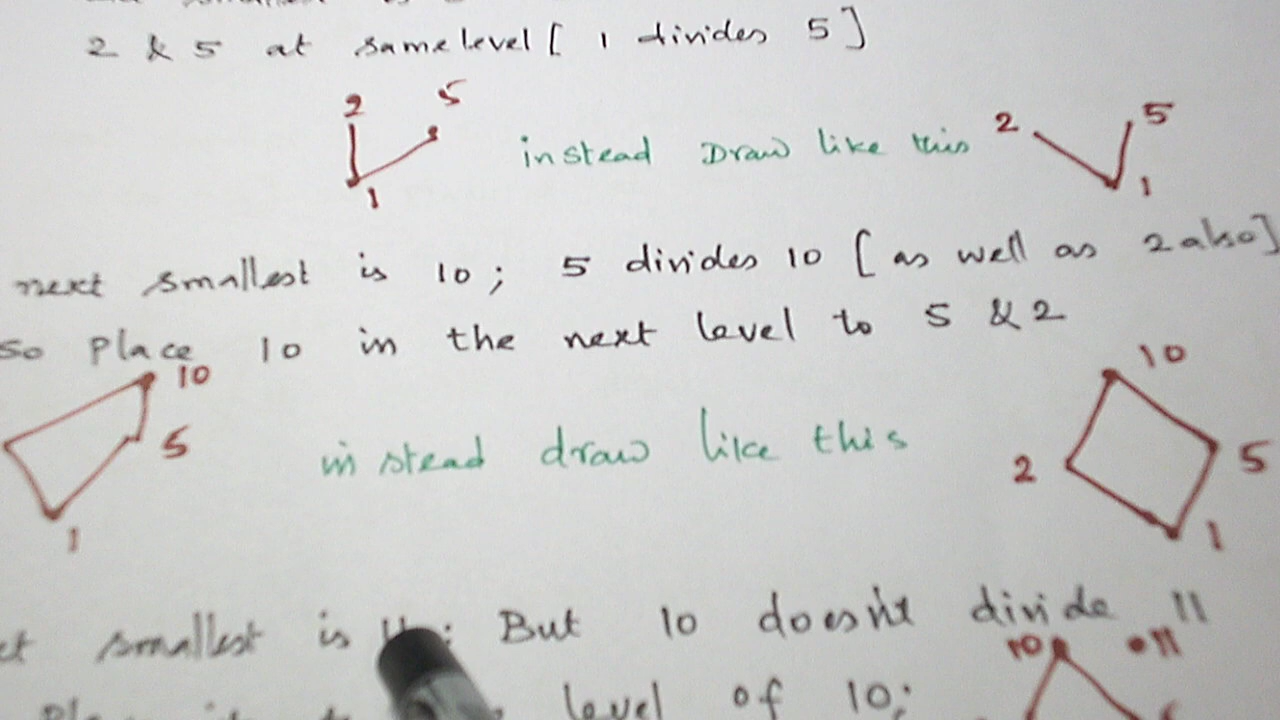 2 & 5 at same level [ 1 divides 5 ]
2 5
instead Draw like this
2 5
1
1
next smallest is 10; 5 divides 10 [ as well as 2 also]
so place 10 in the next level to 5 & 2
10
5
1
instead draw like this
10
2 5
1
smallest is But 10 doesn't divide 11
10 11
level of 10;